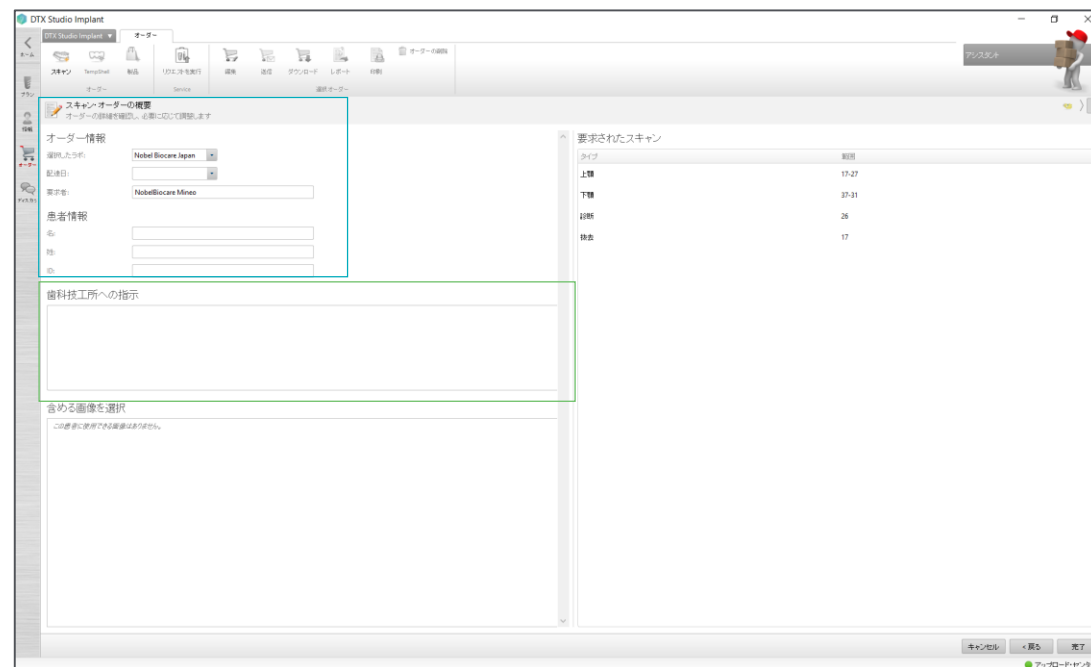 DTX Studio Implant
DTX Studio Implant
オーダー
ホーム
スキャン
TempShell
製品
リクエストを実行
編集
送信
ダウンロード
レポート
印刷
オーダーの削除
アシスタント
オーダー
Service
選択オーダー
プラン
情報
オーダー
スキャン・オーダーの概要
オーダーの詳細を確認し、必要に応じて調整します
オーダー情報
選択したラボ:
Nobel Biocare Japan
配達日:
要求者:
NobelBiocare Mineo
患者情報
名:
姓:
ID:
歯科技工所への指示
含める画像を選択
この患者に使用できる画像はありません。
要求されたスキャン
タイプ
範囲
上顎
17-27
下顎
37-31
診断
26
抜去
17
キャンセル
< 戻る
完了